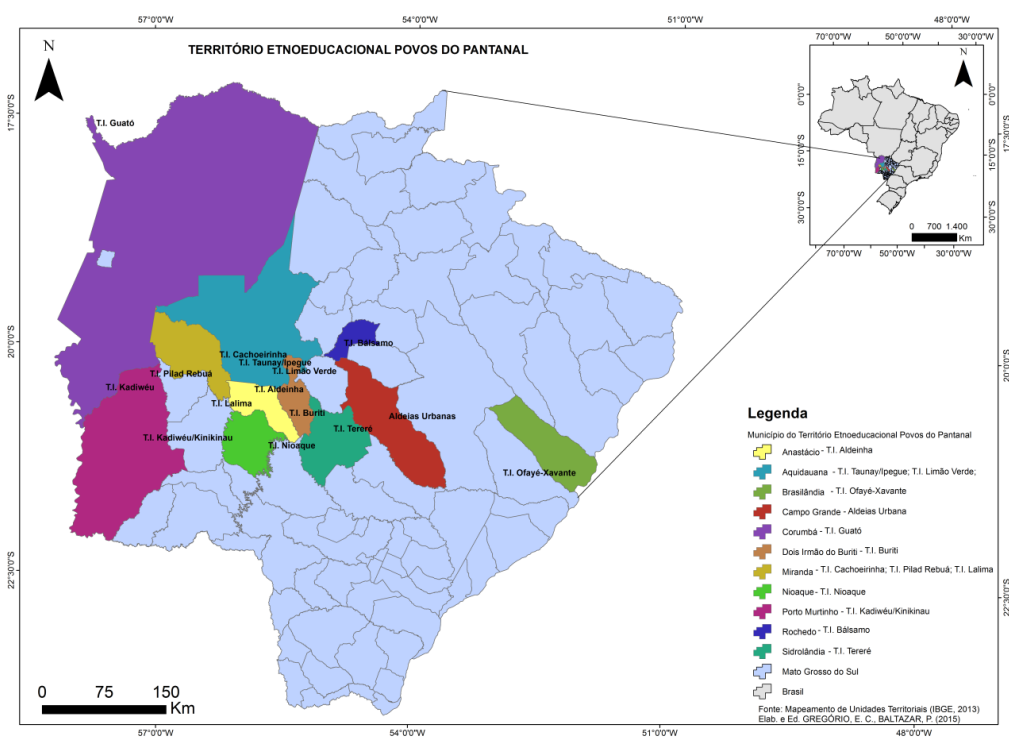 57°0'0"W 54°0'0"W 51°0'0"W 48°0'0"W
TERRITÓRIO ETNOEDUCACIONAL POVOS DO PANTANAL
N
17°30'0"S
20°0'0"S
22°30'0"S
T.I. Guató
T.I. Cachoeirinha
T.I. Taunay/Ipegue
T.I. Limão Verde
T.I. Bálsamo
T.I. Pilad Rebuá
T.I. Kadiwéu
T.I. Aldeinha
T.I. Lalima
T.I. Buriti
Aldeias Urbanas
T.I. Tereré
T.I. Kadiwéu/Kinikinau
T.I. Nioaque
T.I. Ofayé-Xavante
0 75 150
Km
57°0'0"W 54°0'0"W 51°0'0"W 48°0'0"W
70°0'0"W 50°0'0"W 30°0'0"W
N
0°0'0"
15°0'0"S
30°0'0"S
0°0'0"
15°0'0"S
30°0'0"S
0 700 1.400
Km
70°0'0"W 50°0'0"W 30°0'0"W
17°30'0"S
20°0'0"S
22°30'0"S
Legenda
Município do Território Etnoeducacional Povos do Pantanal
Anastácio - T.I. Aldeinha
Aquidauana - T.I. Taunay/Ipegue; T.I. Limão Verde;
Brasilândia - T.I. Ofayé-Xavante
Campo Grande - Aldeias Urbana
Corumbá - T.I. Guató
Dois Irmão do Buriti - T.I. Buriti
Miranda - T.I. Cachoeirinha; T.I. Pilad Rebuá; T.I. Lalima
Nioaque - T.I. Nioaque
Porto Murtinho - T.I. Kadiwéu/Kinikinau
Rochedo - T.I. Bálsamo
Sidrolândia - T.I. Tereré
Mato Grosso do Sul
Brasil
Fonte: Mapeamento de Unidades Territoriais (IBGE, 2013)
Elab. e Ed. GREGÓRIO, E. C., BALTAZAR, P. (2015)